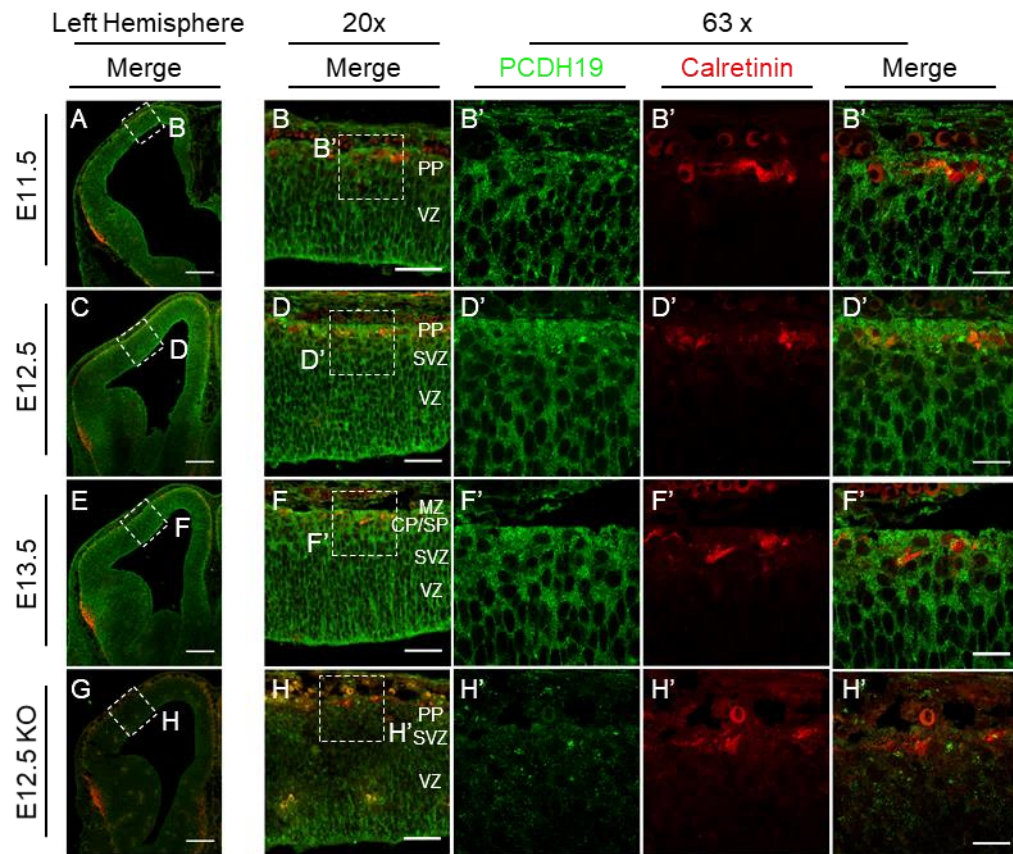 Left Hemisphere 20x 63 x
Merge Merge PCDH19 Calretinin Merge
E11.5
A B
B B' PP VZ
B'
B'
B'
E12.5
C D
D D' PP SVZ VZ
D'
D'
D'
E13.5
E F
F F' MZ CP/SP SVZ VZ
F'
F'
F'
E12.5 KO
G H
H H' PP SVZ VZ
H'
H'
H'